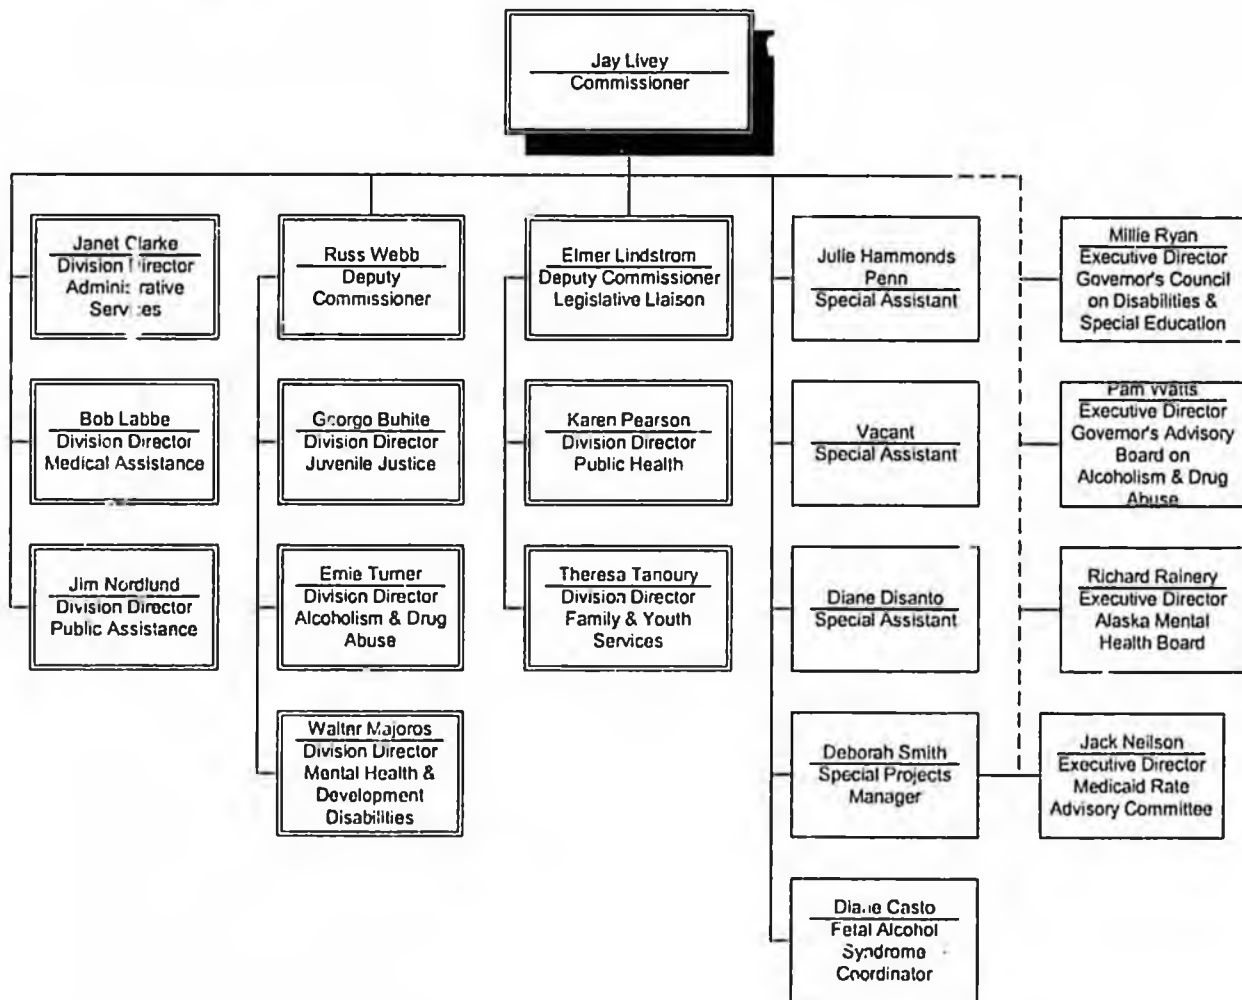 Jay Livey
Commissioner
Janet Clarke
Division Director
Administrative
Services
Bob Labbe
Division Director
Medical Assistance
Jim Nordlund
Division Director
Public Assistance
Russ Webb
Deputy
Commissioner
George Buhite
Division Director
Juvenile Justice
Ernie Turner
Division Director
Alcoholism & Drug
Abuse
Walter Majoros
Division Director
Mental Health &
Development
Disabilities
Elmer Lindstrom
Deputy Commissioner
Legislative Liaison
Karen Pearson
Division Director
Public Health
Theresa Tanoury
Division Director
Family & Youth
Services
Julie Hammonds
Penn
Special Assistant
Vacant
Special Assistant
Diane Disanto
Special Assistant
Deborah Smith
Special Projects
Manager
Diane Casto
Fetal Alcohol
Syndrome
Coordinator
Millie Ryan
Executive Director
Governor's Council
on Disabilities &
Special Education
Pam Watts
Executive Director
Governor's Advisory
Board on
Alcoholism & Drug
Abuse
Richard Rainery
Executive Director
Alaska Mental
Health Board
Jack Neilson
Executive Director
Medicaid Rate
Advisory Committee